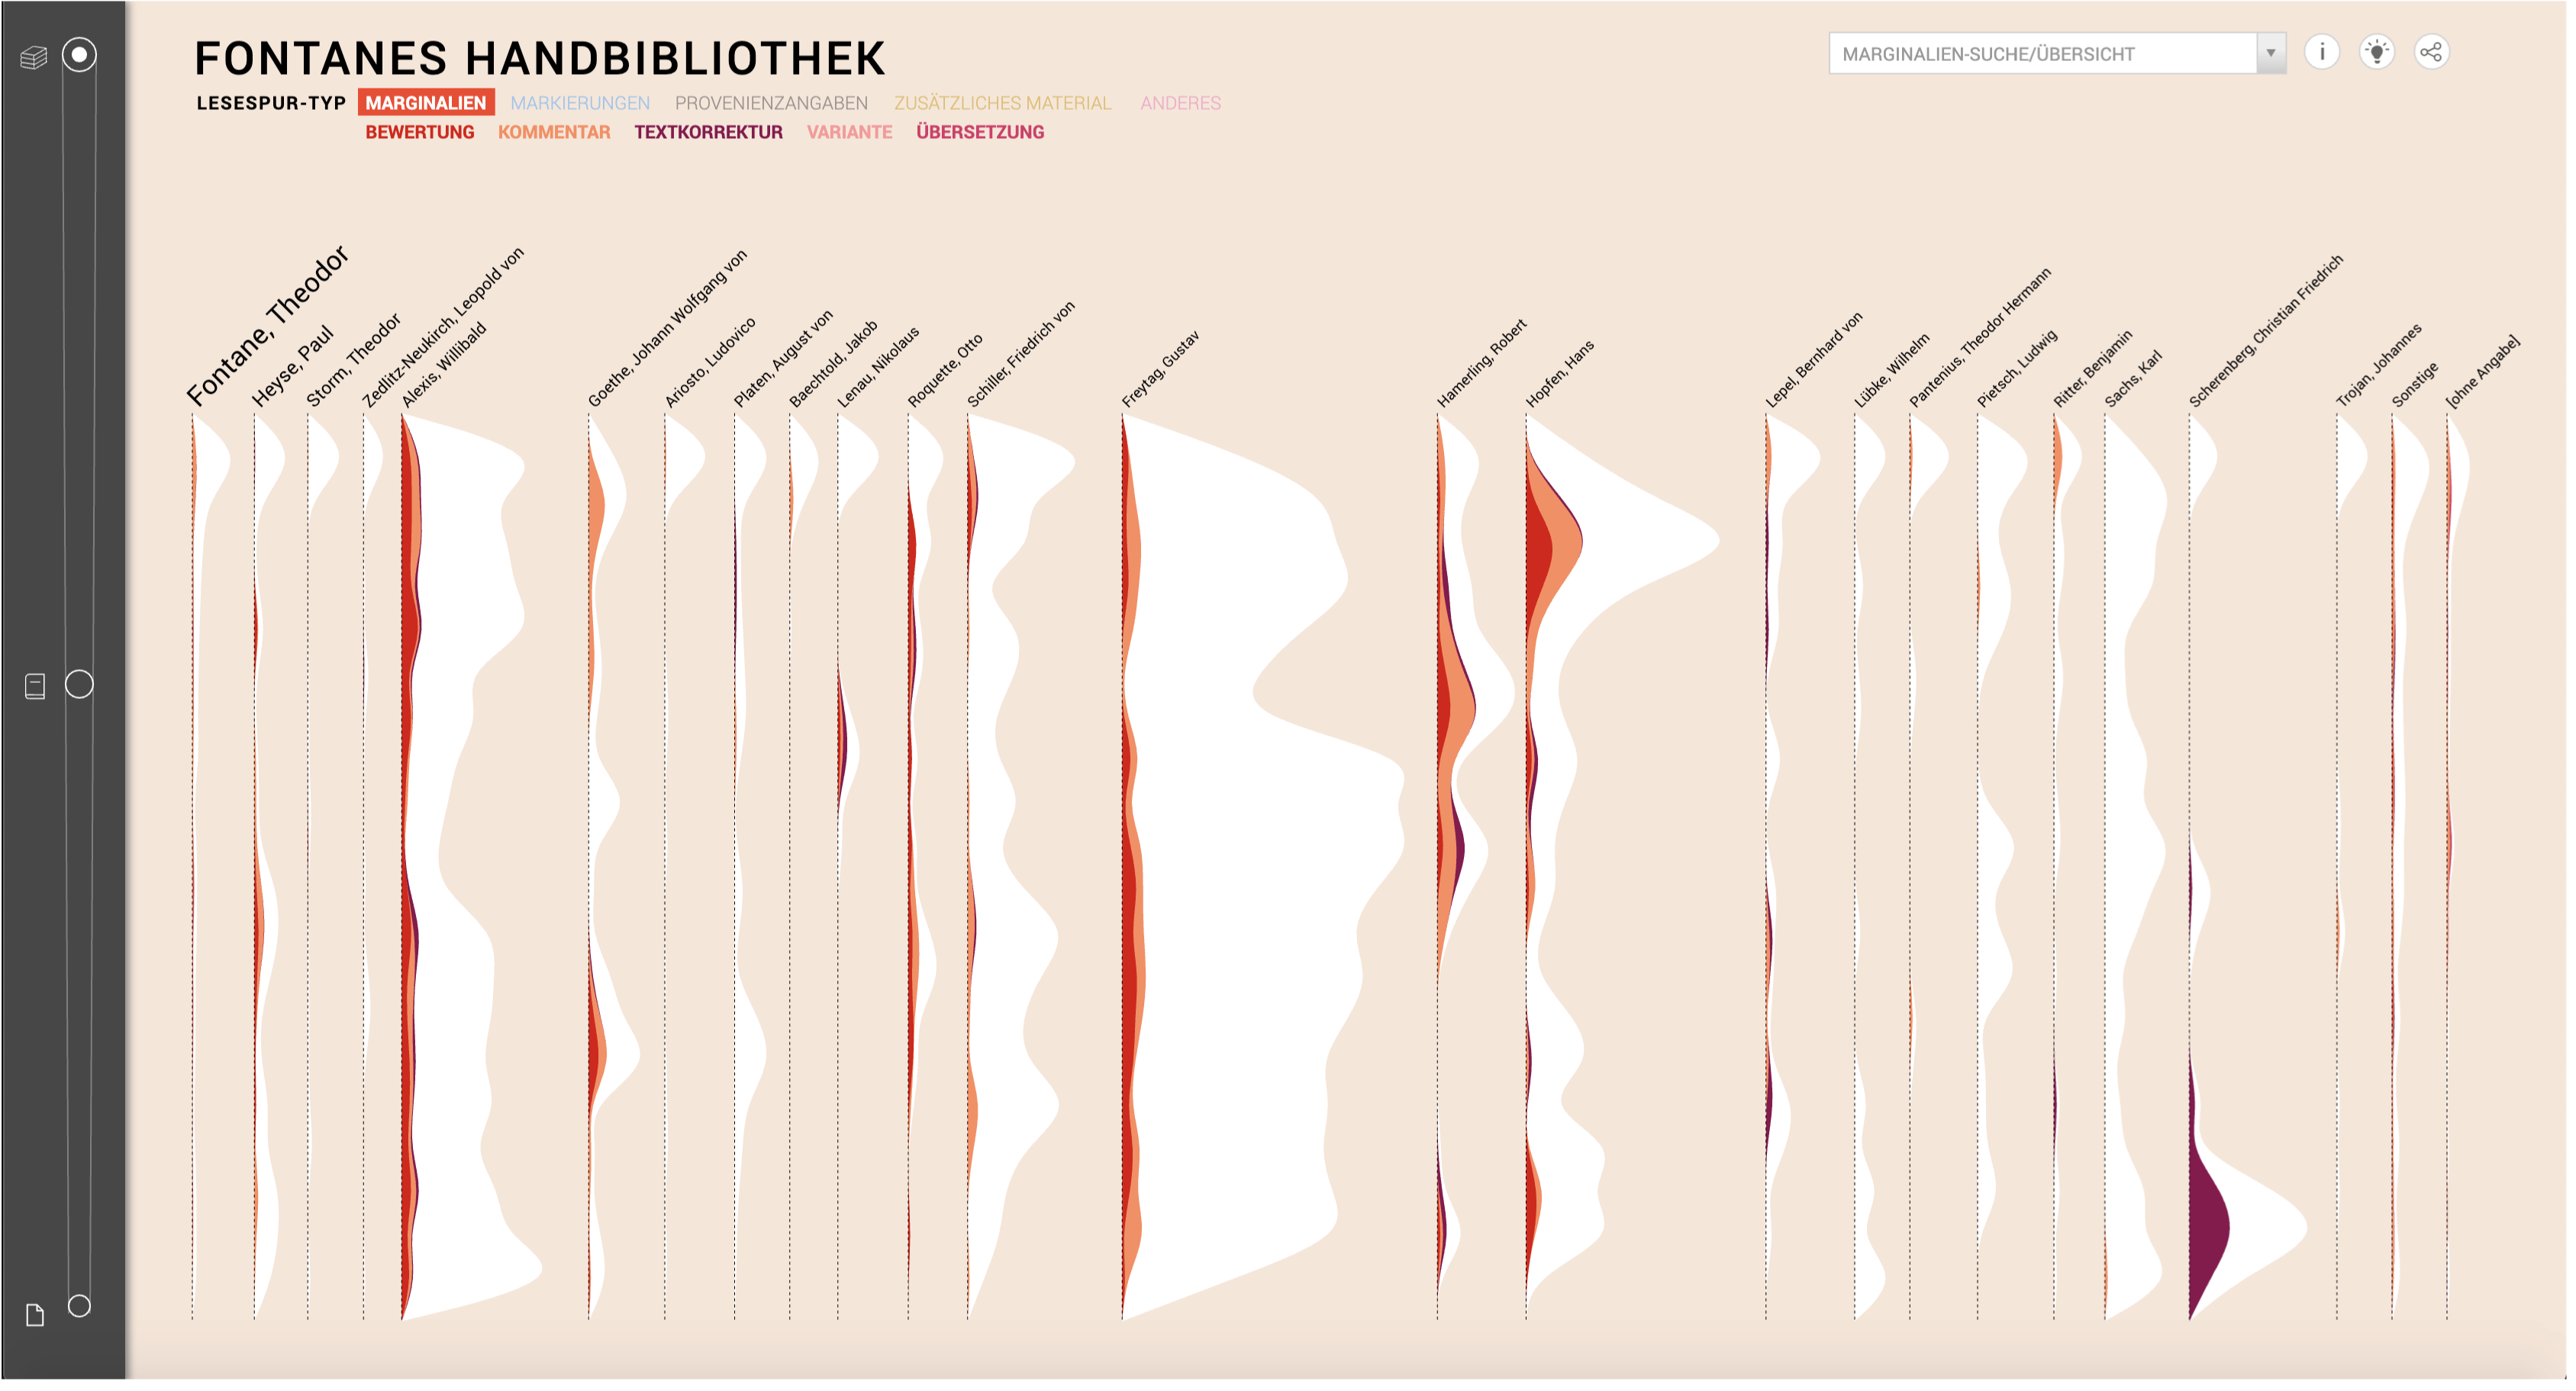 FONTANES HANDBIBLIOTHEK
MARGINALIEN-SUCHE/ÜBERSICHT
i
LESESPUR-TYP MARGINALIEN MARKIERUNGEN PROVENIENZANGABEN ZUSÄTZLICHES MATERIAL ANDERES
BEWERTUNG KOMMENTAR TEXTKORREKTUR VARIANTE ÜBERSETZUNG
Fontane, Theodor
Heyse, Paul
Storm, Theodor
Zedlitz-Neukirch, Leopold von
Alexis, Willibald
Goethe, Johann Wolfgang von
Ariosto, Ludovico
Platen, August von
Baechtold, Jakob
Lenau, Nikolaus
Roquette, Otto
Schiller, Friedrich von
Freytag, Gustav
Hamerling, Robert
Hopfen, Hans
Lepel, Bernhard von
Lübke, Wilhelm
Pantenius, Theodor Hermann
Pietsch, Ludwig
Ritter, Benjamin
Sachs, Karl
Scherenberg, Christian Friedrich
Trojan, Johannes
Sonstige
[ohne Angabe]